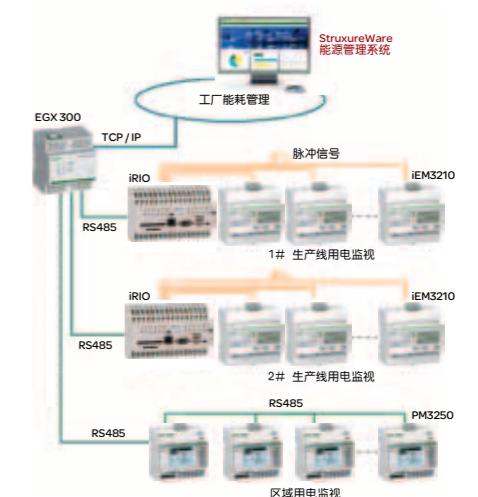 StruxureWare
能源管理系统
工厂能耗管理
EGX 300
TCP / IP
脉冲信号
iRIO
iEM3210
RS485
1# 生产线用电监视
iRIO
iEM3210
RS485
2# 生产线用电监视
RS485
PM3250
RS485
区域用电监视